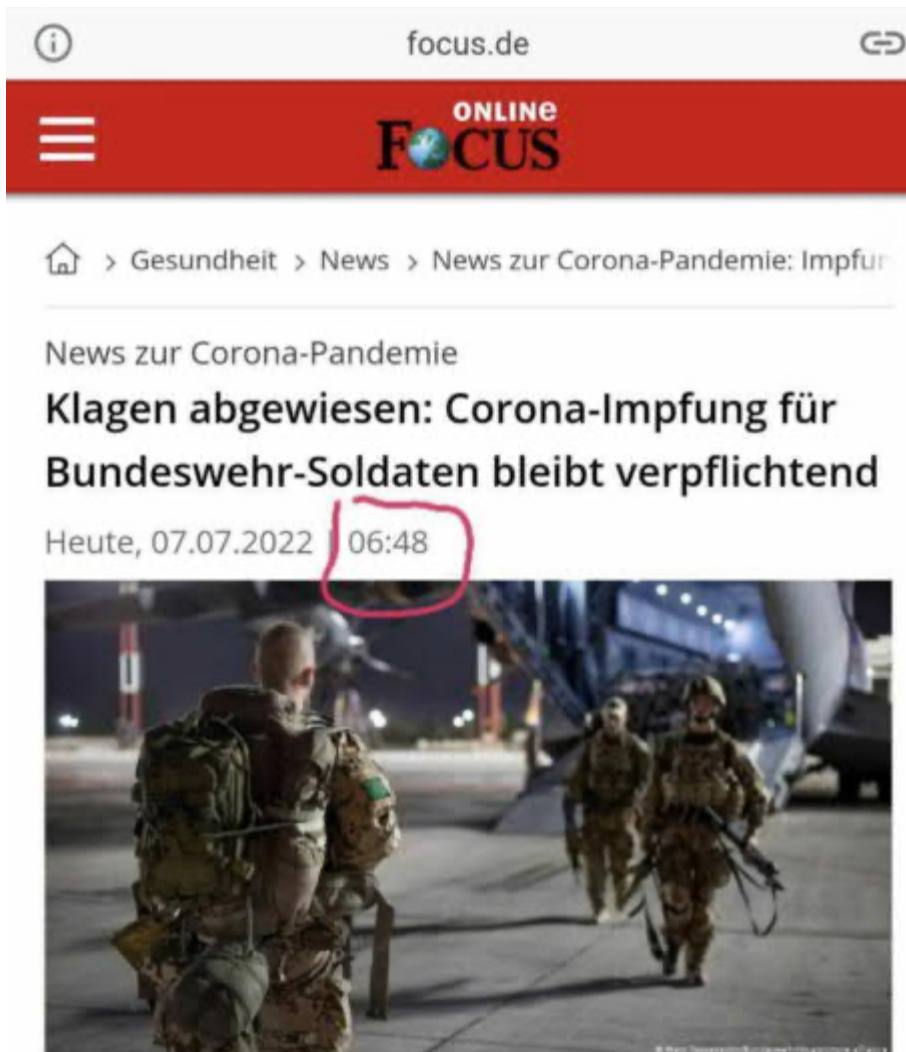 focus.de
ONLINE
FOCUS
> Gesundheit > News > News zur Corona-Pandemie: Impfun
News zur Corona-Pandemie
Klagen abgewiesen: Corona-Impfung für
Bundeswehr-Soldaten bleibt verpflichtend
Heute, 07.07.2022 | 06:48